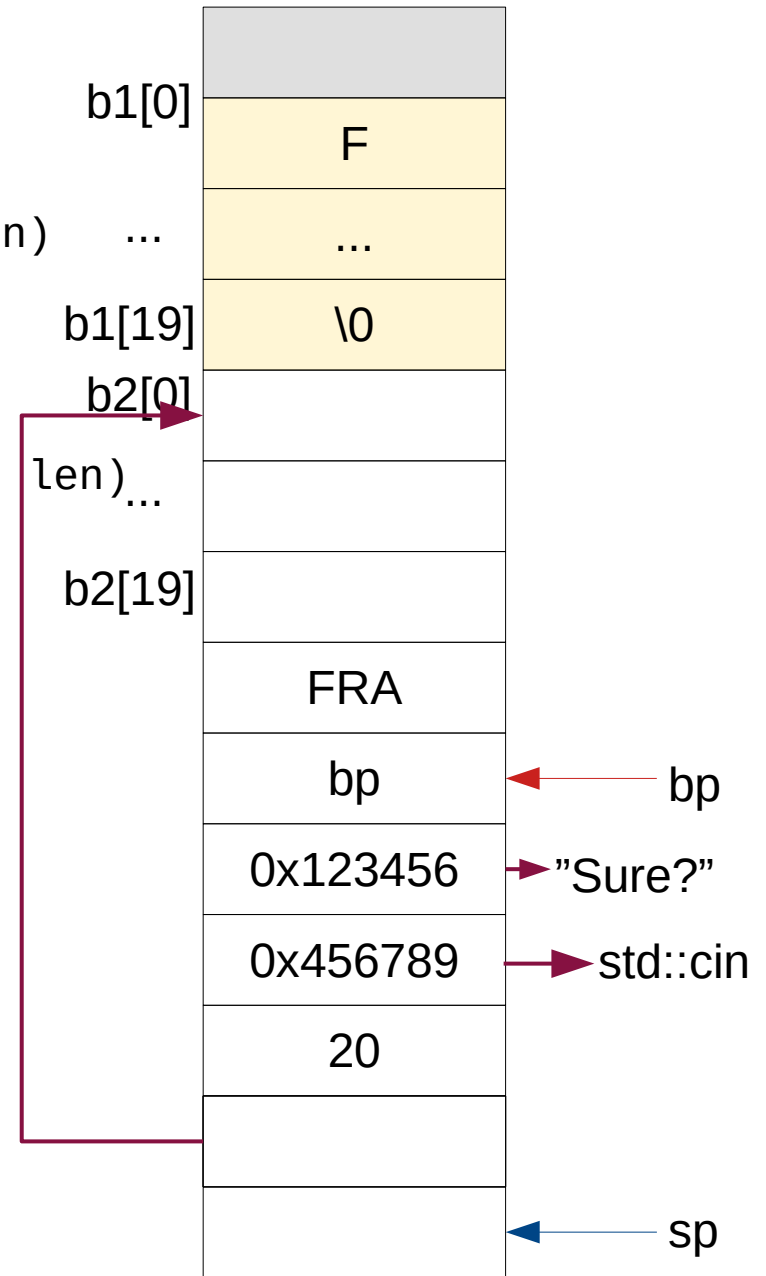 b1[0]
F
n) ... ...
b1[19] \0
b2[0]
len)
...
b2[19]
FRA
bp bp
0x123456 ”Sure?”
0x456789 std::cin
20
sp